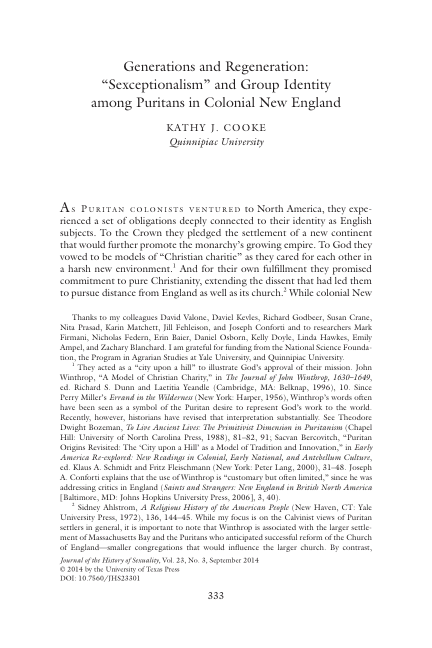 Generations and Regeneration:
“Sexceptionalism” and Group Identity
among Puritans in Colonial New England
KATHY J. COOKE
Quinnipiac University
As Puritan colonists ventured to North America, they expe-
rienced a set of obligations deeply connected to their identity as English
subjects. To the Crown they pledged the settlement of a new continent
that would further promote the monarchy’s growing empire. To God they
vowed to be models of “Christian charitie” as they cared for each other in
a harsh new environment.1 And for their own fulfillment they promised
commitment to pure Christianity, extending the dissent that had led them
to pursue distance from England as well as its church.2 While colonial New
Thanks to my colleagues David Valone, Daniel Kevles, Richard Godbeer, Susan Crane,
Nita Prasad, Karin Matchett, Jill Fehleison, and Joseph Conforti and to researchers Mark
Firmani, Nicholas Federn, Erin Baier, Daniel Osborn, Kelly Doyle, Linda Hawkes, Emily
Ampel, and Zachary Blanchard. I am grateful for funding from the National Science Founda-
tion, the Program in Agrarian Studies at Yale University, and Quinnipiac University.
1 They acted as a “city upon a hill” to illustrate God’s approval of their mission. John
Winthrop, “A Model of Christian Charity,” in The Journal of John Winthrop, 1630–1649,
ed. Richard S. Dunn and Laetitia Yeandle (Cambridge, MA: Belknap, 1996), 10. Since
Perry Miller’s Errand in the Wilderness (New York: Harper, 1956), Winthrop’s words often
have been seen as a symbol of the Puritan desire to represent God’s work to the world.
Recently, however, historians have revised that interpretation substantially. See Theodore
Dwight Bozeman, To Live Ancient Lives: The Primitivist Dimension in Puritanism (Chapel
Hill: University of North Carolina Press, 1988), 81–82, 91; Sacvan Bercovitch, “Puritan
Origins Revisited: The ‘City upon a Hill’ as a Model of Tradition and Innovation,” in Early
America Re-explored: New Readings in Colonial, Early National, and Antebellum Culture,
ed. Klaus A. Schmidt and Fritz Fleischmann (New York: Peter Lang, 2000), 31–48. Joseph
A. Conforti explains that the use of Winthrop is “customary but often limited,” since he was
addressing critics in England (Saints and Strangers: New England in British North America
[Baltimore, MD: Johns Hopkins University Press, 2006], 3, 40).
2 Sidney Ahlstrom, A Religious History of the American People (New Haven, CT: Yale
University Press, 1972), 136, 144–45. While my focus is on the Calvinist views of Puritan
settlers in general, it is important to note that Winthrop is associated with the larger settle-
ment of Massachusetts Bay and the Puritans who anticipated successful reform of the Church
of England—smaller congregations that would influence the larger church. By contrast,
Journal of the History of Sexuality, Vol. 23, No. 3, September 2014
© 2014 by the University of Texas Press
DOI: 10.7560/JHS23301
333